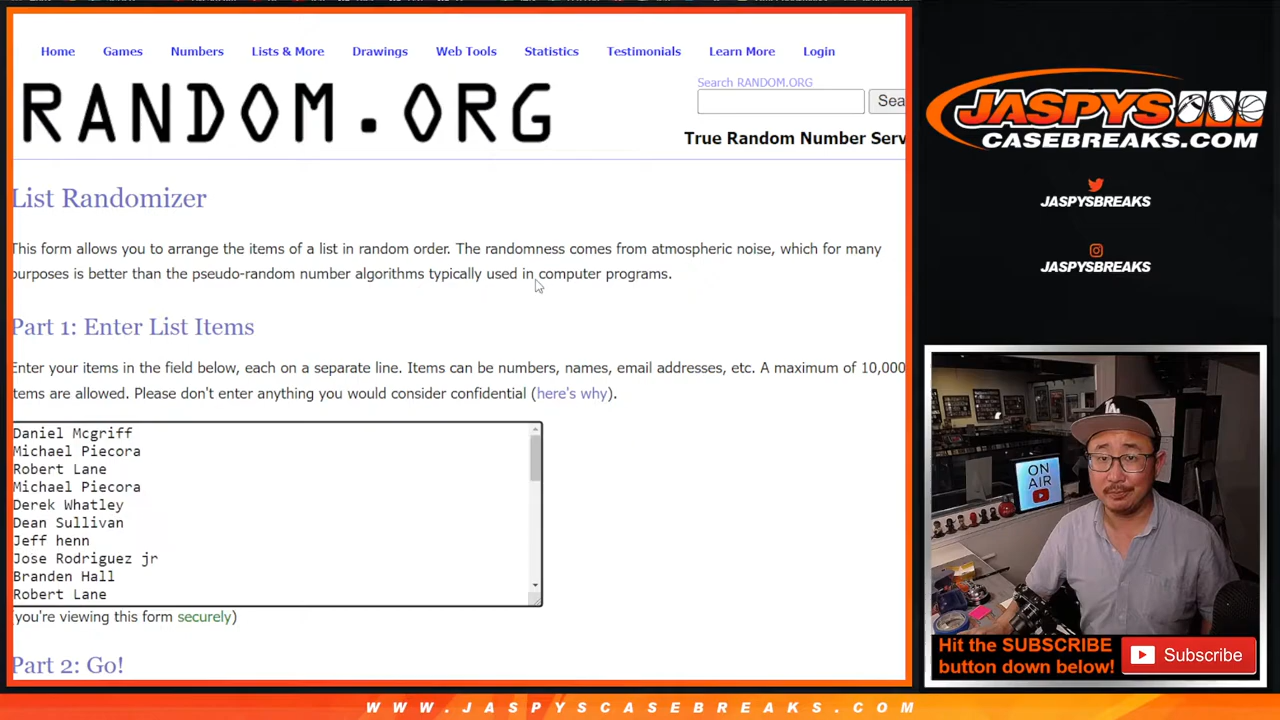 Home Games Numbers Lists & More Drawings Web Tools Statistics Testimonials Learn More Login
RANDOM.ORG
Search RANDOM.ORG
Sea
True Random Number Serv
List Randomizer
This form allows you to arrange the items of a list in random order. The randomness comes from atmospheric noise, which for many
purposes is better than the pseudo-random number algorithms typically used in computer programs.
Part 1: Enter List Items
Enter your items in the field below, each on a separate line. Items can be numbers, names, email addresses, etc. A maximum of 10,000
items are allowed. Please don't enter anything you would consider confidential (here's why).
Daniel Mcgriff
Michael Piecora
Robert Lane
Michael Piecora
Derek Whatley
Dean Sullivan
Jeff henn
Jose Rodriguez jr
Branden Hall
Robert Lane
(you're viewing this form securely)
Part 2: Go!
JASPYS
CASEBREAKS.COM
JASPYSBREAKS
JASPYSBREAKS
ON
AIR
LA
Hit the SUBSCRIBE
button down below!
Subscribe
WWW.JASPYSCASEBREAKS.COM